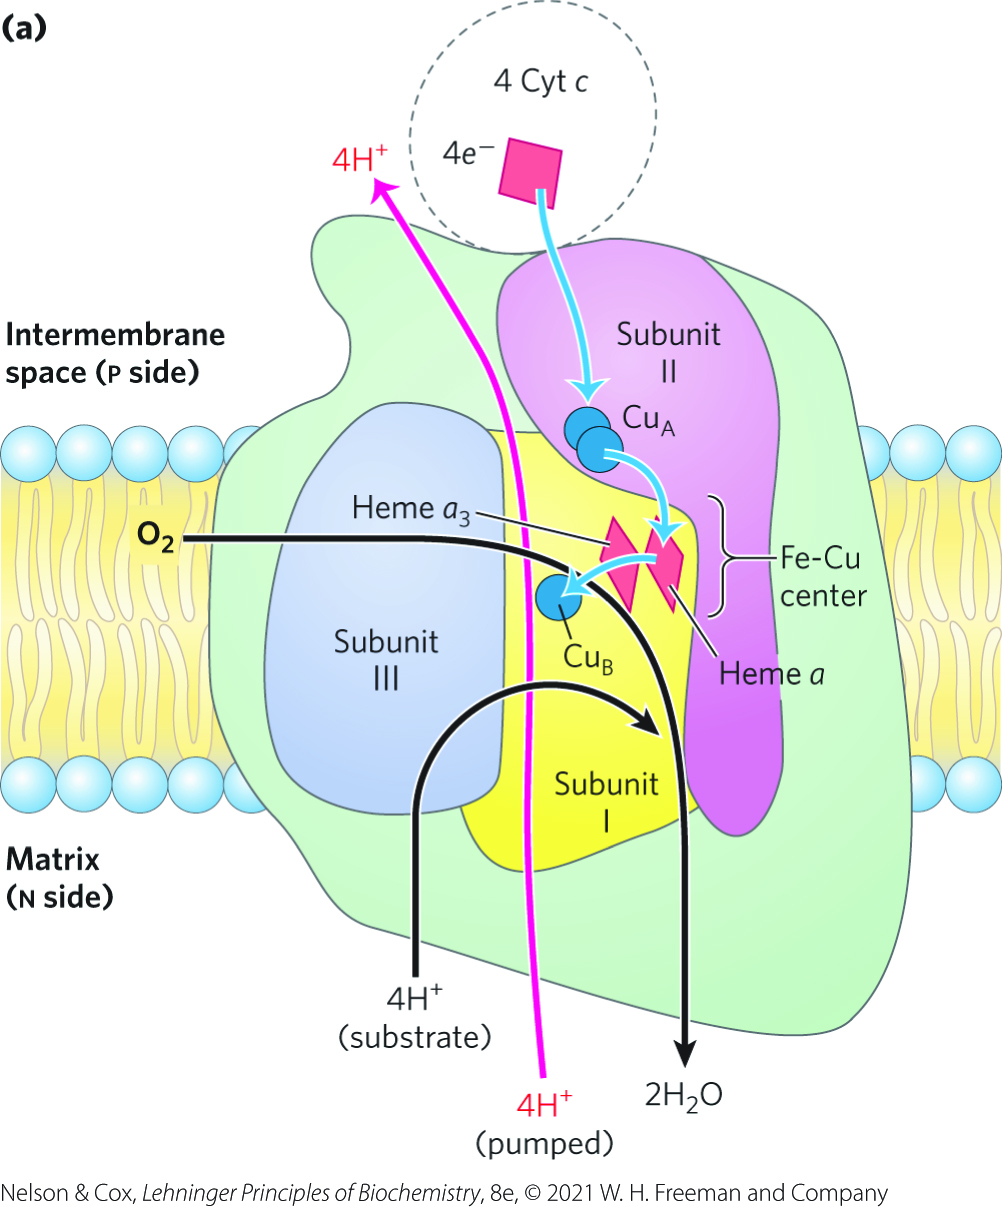 (a)
4 Cyt c
4e⁻
4H⁺
Intermembrane
space (P side)
Subunit
II
CuA
Heme a₃
O₂
Fe-Cu
center
Subunit
III
CuB
Heme a
Subunit
I
Matrix
(N side)
4H⁺
(substrate)
4H⁺
(pumped)
2H₂O
Nelson & Cox, Lehninger Principles of Biochemistry, 8e, © 2021 W. H. Freeman and Company